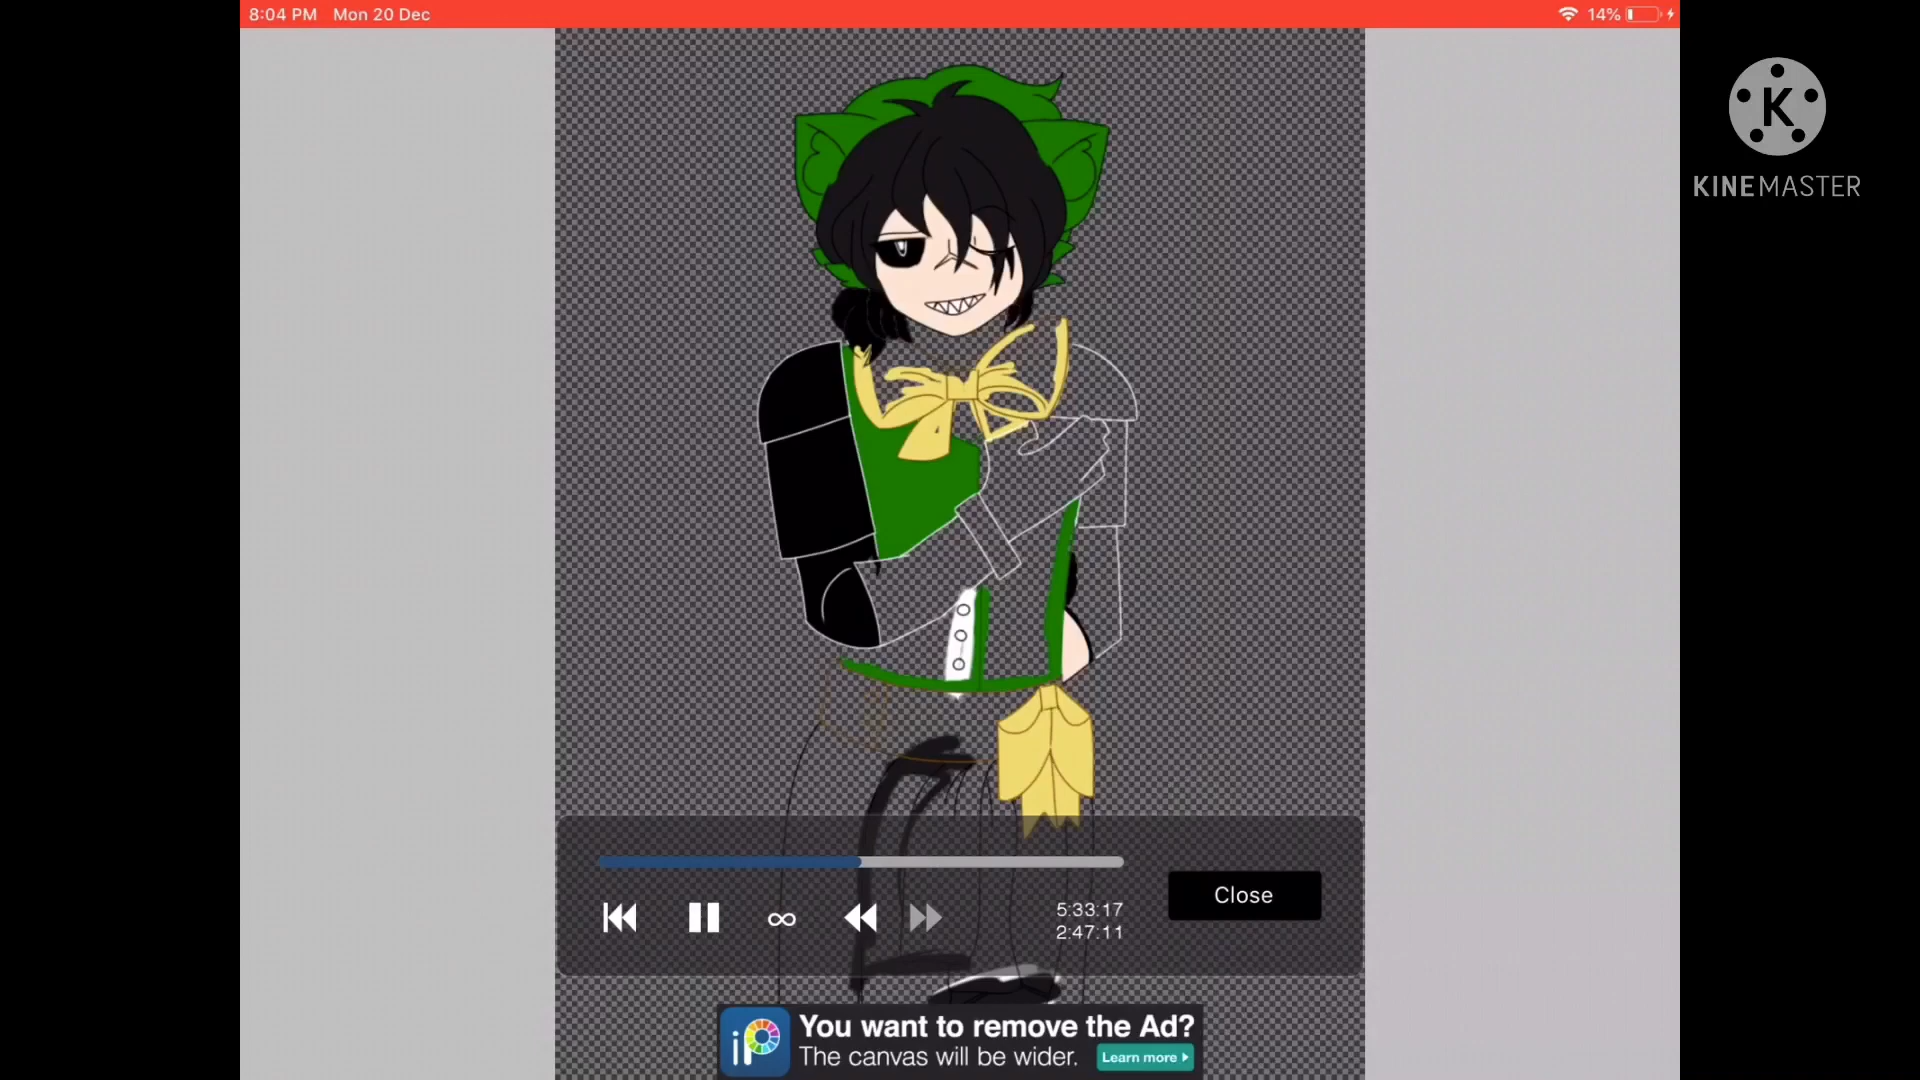 8:04 PM Mon 20 Dec
14%
K
KINEMASTER
5:33:17
2:47:11
Close
iP
You want to remove the Ad?
The canvas will be wider.
Learn more